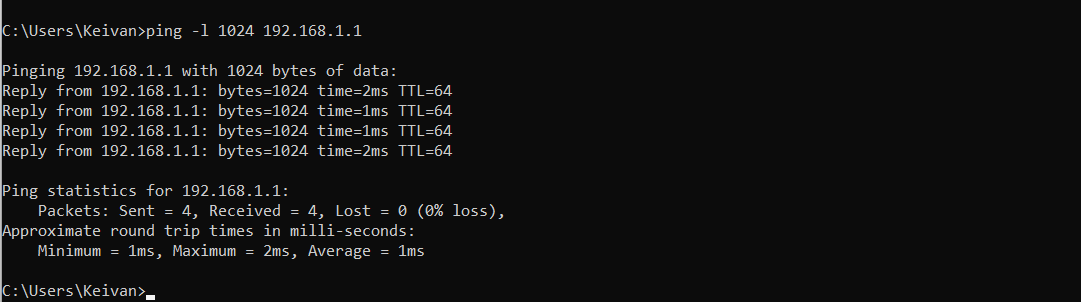 C:\Users\Keivan>ping -l 1024 192.168.1.1
Pinging 192.168.1.1 with 1024 bytes of data:
Reply from 192.168.1.1: bytes=1024 time=2ms TTL=64
Reply from 192.168.1.1: bytes=1024 time=1ms TTL=64
Reply from 192.168.1.1: bytes=1024 time=1ms TTL=64
Reply from 192.168.1.1: bytes=1024 time=2ms TTL=64
Ping statistics for 192.168.1.1:
    Packets: Sent = 4, Received = 4, Lost = 0 (0% loss),
Approximate round trip times in milli-seconds:
    Minimum = 1ms, Maximum = 2ms, Average = 1ms
C:\Users\Keivan>